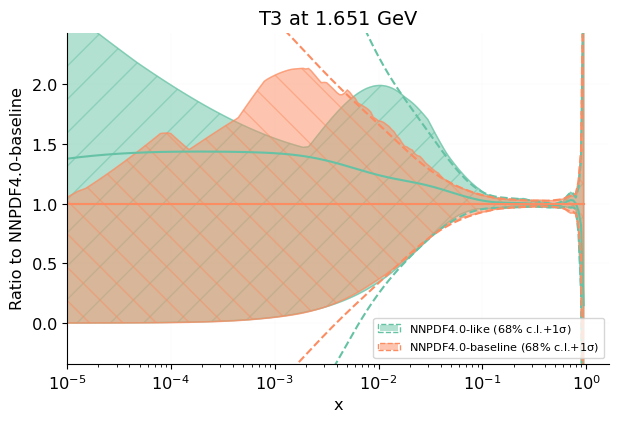 T3 at 1.651 GeV
Ratio to NNPDF4.0-baseline
2.0
1.5
1.0
0.5
0.0
NNPDF4.0-like (68% c.l.+1σ)
NNPDF4.0-baseline (68% c.l.+1σ)
10⁻⁵ 10⁻⁴ 10⁻³ 10⁻² 10⁻¹ 10⁰
x